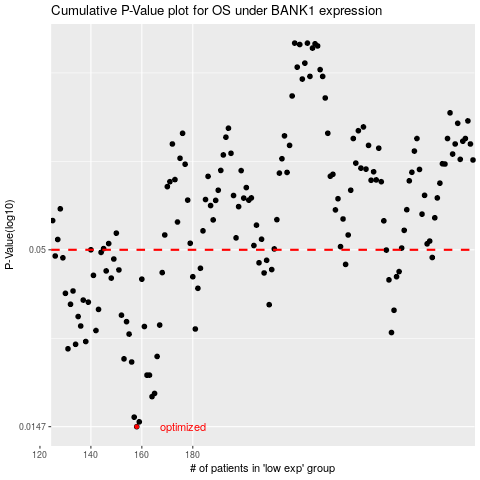 Cumulative P-Value plot for OS under BANK1 expression
P-Value(log10)
0.05
0.0147
optimized
120 140 160 180
# of patients in 'low exp' group